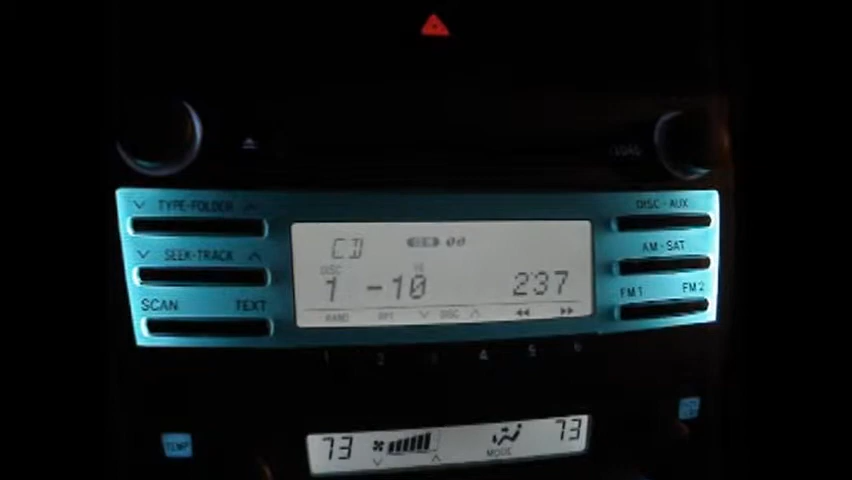 LOAD
TYPE·FOLDER
DISC·AUX
SEEK·TRACK
AM·SAT
SCAN TEXT
FM1 FM2
CD
DISC
1 -10 237
RAND RPT DISC
1 2 3 4 5 6
TEMP
73 MODE 73